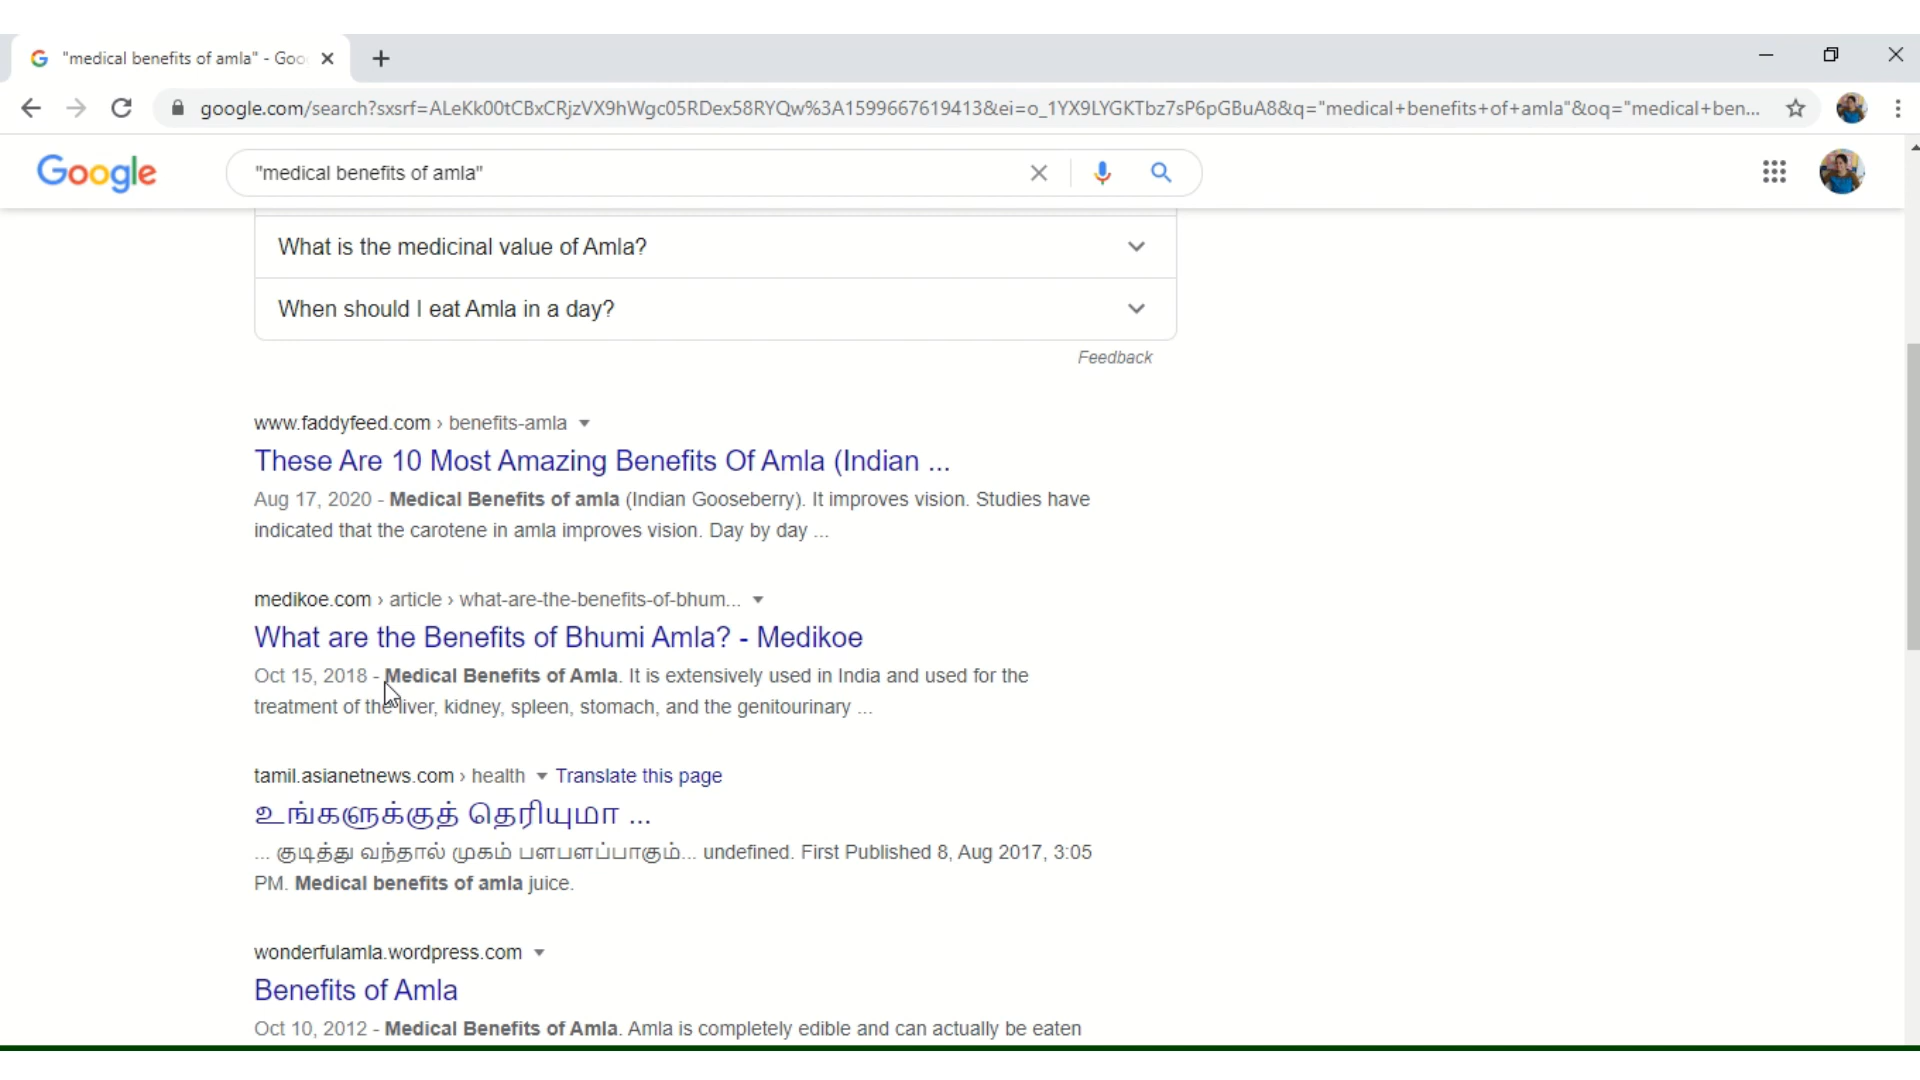 "medical benefits of amla" - Goo
google.com/search?sxsrf=ALeKk00tCBxCRjzVX9hWgc05RDex58RYQw%3A1599667619413&ei=o_1YX9LYGKTbz7sP6pGBuA8&q="medical+benefits+of+amla"&oq="medical+ben...
Google
"medical benefits of amla"
What is the medicinal value of Amla?
When should I eat Amla in a day?
Feedback
www.faddyfeed.com › benefits-amla
These Are 10 Most Amazing Benefits Of Amla (Indian ...
Aug 17, 2020 - Medical Benefits of amla (Indian Gooseberry). It improves vision. Studies have
indicated that the carotene in amla improves vision. Day by day ...
medikoe.com › article › what-are-the-benefits-of-bhum...
What are the Benefits of Bhumi Amla? - Medikoe
Oct 15, 2018 - Medical Benefits of Amla. It is extensively used in India and used for the
treatment of the liver, kidney, spleen, stomach, and the genitourinary ...
tamil.asianetnews.com › health Translate this page
உங்களுக்குத் தெரியுமா ...
... குடித்து வந்தால் முகம் பளபளப்பாகும்... undefined. First Published 8, Aug 2017, 3:05
PM. Medical benefits of amla juice.
wonderfulamla.wordpress.com
Benefits of Amla
Oct 10, 2012 - Medical Benefits of Amla. Amla is completely edible and can actually be eaten